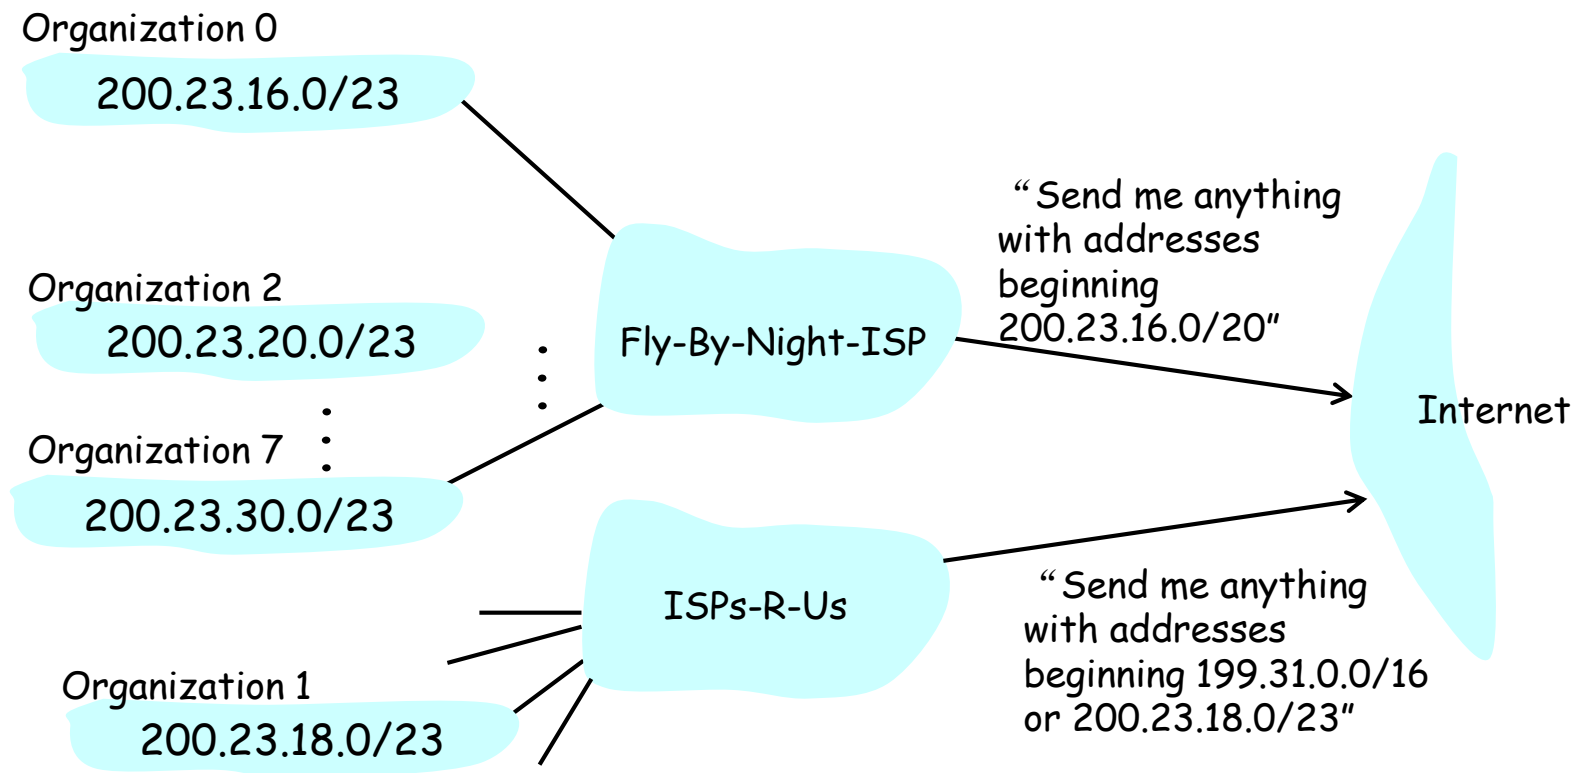 Organization 0
200.23.16.0/23
Organization 2
200.23.20.0/23
Organization 7
200.23.30.0/23
Fly-By-Night-ISP
“Send me anything
with addresses
beginning
200.23.16.0/20”
Internet
ISPs-R-Us
Organization 1
200.23.18.0/23
“Send me anything
with addresses
beginning 199.31.0.0/16
or 200.23.18.0/23”